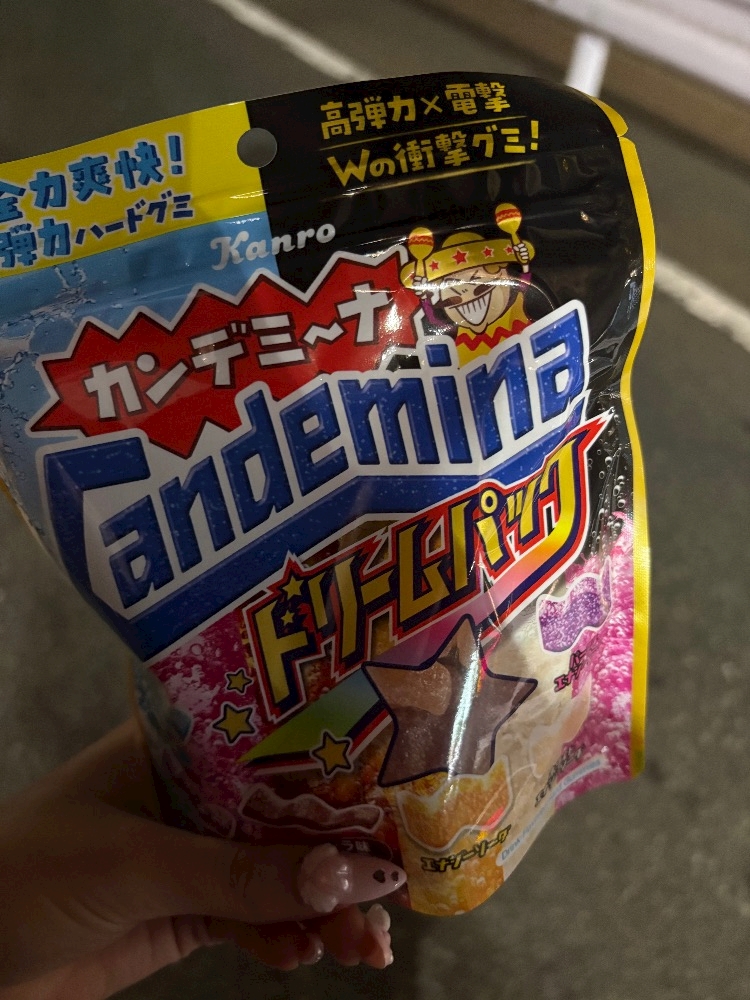 全力爽快!
弾力ハードグミ
高弾力×電撃
Wの衝撃グミ!
Kanro
カンデミ〜ナ
Candemina
ドリームパック
エナジーソーダ